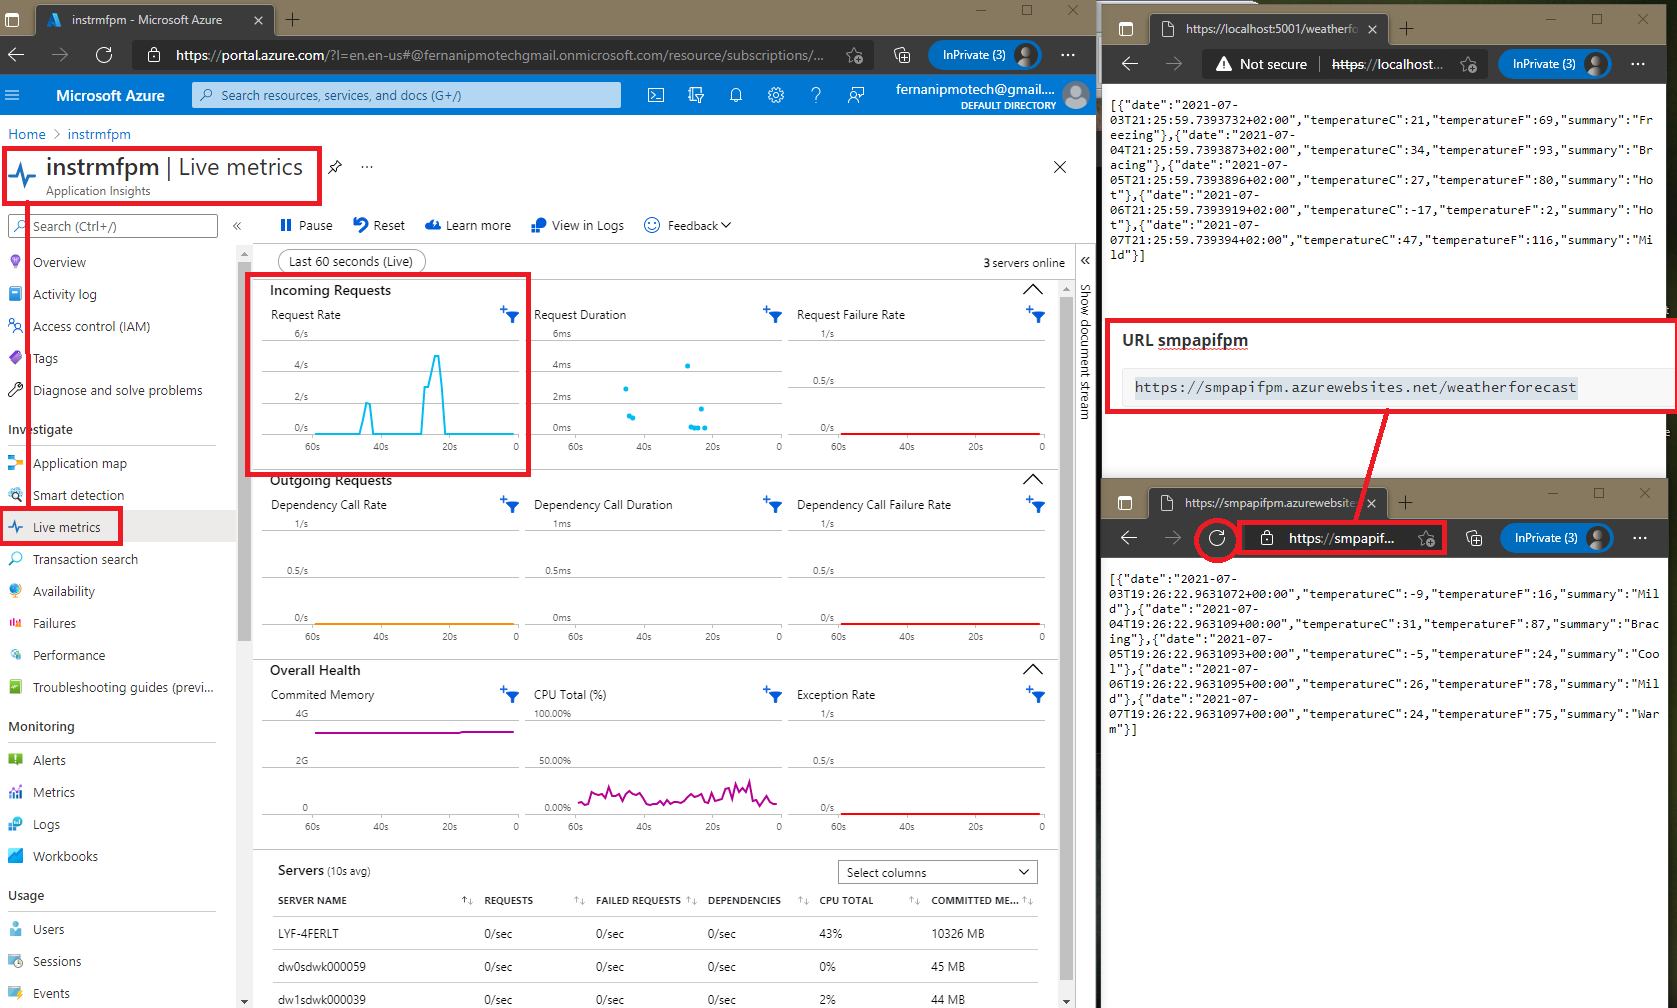 instrmfpm - Microsoft Azure
https://portal.azure.com/?l=en.en-us#@fernanipmotechgmail.onmicrosoft.com/resource/subscriptions/...
InPrivate (3)
Microsoft Azure
Search resources, services, and docs (G+/)
fernanipmotech@gmail....
DEFAULT DIRECTORY
Home > instrmfpm
instrmfpm | Live metrics
Application Insights
Search (Ctrl+/)
Overview
Activity log
Access control (IAM)
Tags
Diagnose and solve problems
Investigate
Application map
Smart detection
Live metrics
Transaction search
Availability
Failures
Performance
Troubleshooting guides (previ...
Monitoring
Alerts
Metrics
Logs
Workbooks
Usage
Users
Sessions
Events
Pause
Reset
Learn more
View in Logs
Feedback
Last 60 seconds (Live)
3 servers online
Show document stream
Incoming Requests
Request Rate
6/s
4/s
2/s
0/s
60s 40s 20s 0
Request Duration
6ms
4ms
2ms
0ms
60s 40s 20s 0
Request Failure Rate
1/s
0.5/s
0/s
60s 40s 20s 0
Outgoing Requests
Dependency Call Rate
1/s
0.5/s
0/s
60s 40s 20s 0
Dependency Call Duration
1ms
0.5ms
0ms
60s 40s 20s 0
Dependency Call Failure Rate
1/s
0.5/s
0/s
60s 40s 20s 0
Overall Health
Commited Memory
4G
2G
0
60s 40s 20s 0
CPU Total (%)
100.00%
50.00%
0.00%
60s 40s 20s 0
Exception Rate
1/s
0.5/s
0/s
60s 40s 20s 0
Servers (10s avg)
Select columns
SERVER NAME REQUESTS FAILED REQUESTS DEPENDENCIES CPU TOTAL COMMITTED ME...
LYF-4FERLT 0/sec 0/sec 0/sec 43% 10326 MB
dw0sdwk000059 0/sec 0/sec 0/sec 0% 45 MB
dw1sdwk000039 0/sec 0/sec 0/sec 2% 44 MB
https://localhost:5001/weatherfo
Not secure
https://localhost...
InPrivate (3)
[{"date":"2021-07-
03T21:25:59.7393732+02:00","temperatureC":21,"temperatureF":69,"summary":"Fr
eezing"},{"date":"2021-07-
04T21:25:59.7393873+02:00","temperatureC":34,"temperatureF":93,"summary":"Br
acing"},{"date":"2021-07-
05T21:25:59.7393896+02:00","temperatureC":27,"temperatureF":80,"summary":"Ho
t"},{"date":"2021-07-
06T21:25:59.7393919+02:00","temperatureC":-17,"temperatureF":2,"summary":"Ho
t"},{"date":"2021-07-
07T21:25:59.739394+02:00","temperatureC":47,"temperatureF":116,"summary":"Mi
ld"}]
URL smpapifpm
https://smpapifpm.azurewebsites.net/weatherforecast
https://smpapifpm.azurewebsite
https://smpapif...
InPrivate (3)
[{"date":"2021-07-
03T19:26:22.9631072+00:00","temperatureC":-9,"temperatureF":16,"summary":"Mil
d"},{"date":"2021-07-
04T19:26:22.963109+00:00","temperatureC":31,"temperatureF":87,"summary":"Brac
ing"},{"date":"2021-07-
05T19:26:22.9631093+00:00","temperatureC":-5,"temperatureF":24,"summary":"Coo
l"},{"date":"2021-07-
06T19:26:22.9631095+00:00","temperatureC":26,"temperatureF":78,"summary":"Mil
d"},{"date":"2021-07-
07T19:26:22.9631097+00:00","temperatureC":24,"temperatureF":75,"summary":"War
m"}]